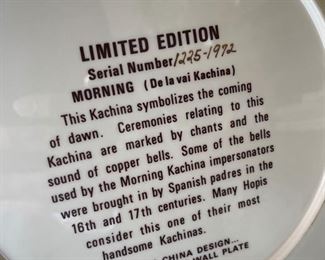 LIMITED EDITION
Serial Number/225-1972
MORNING (De la vai Kachina)
This Kachina symbolizes the coming
of dawn. Ceremonies relating to this
Kachina are marked by chants and the
sound of copper bells. Some of the bells
used by the Morning Kachina impersonators
were brought in by Spanish padres in the
16th and 17th centuries. Many Hopis
consider this one of their most
handsome Kachinas.
CHINA DESIGN...
WALL PLATE